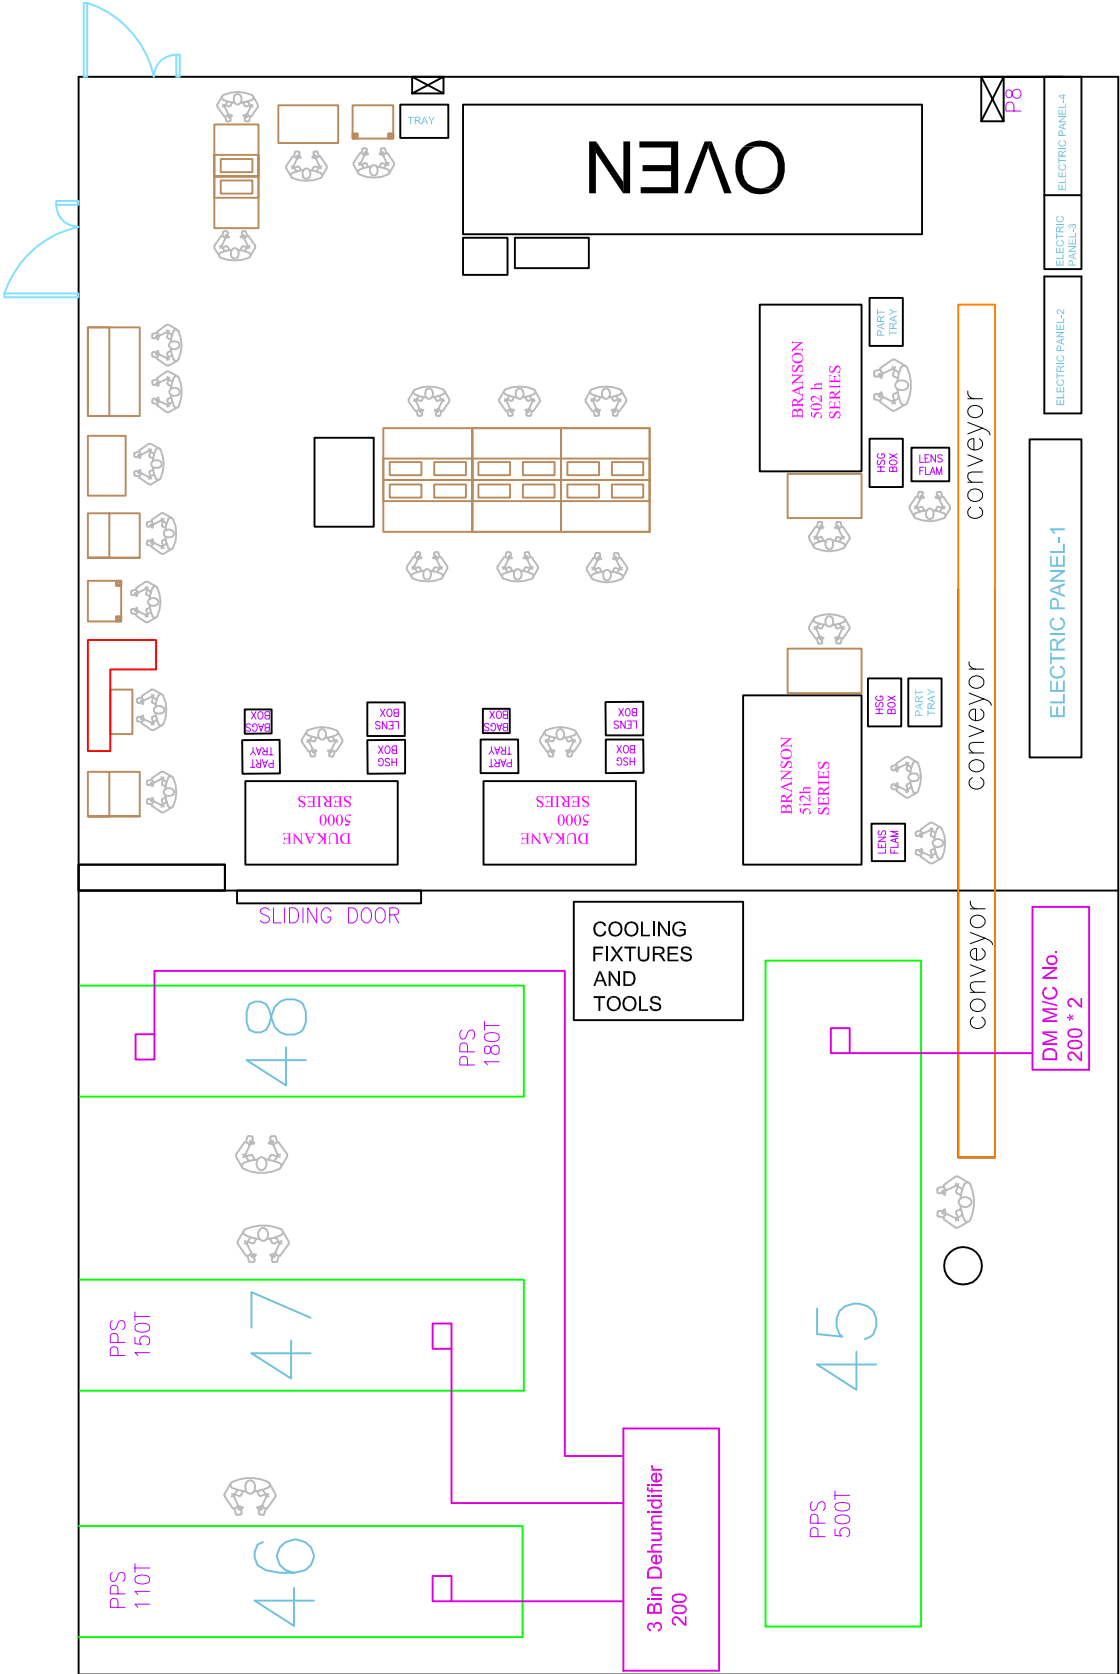 P8
ELECTRIC PANEL-4
TRAY
OVEN
ELECTRIC
PANEL-3
ELECTRIC PANEL-2
PART
TRAY
BRANSON
502 h
SERIES
HSG
BOX
LENS
FLAM
conveyor
ELECTRIC PANEL-1
conveyor
BAGS
BOX
LENS
BOX
PART
TRAY
HSG
BOX
DUKANE
5000
SERIES
BAGS
BOX
LENS
BOX
PART
TRAY
HSG
BOX
DUKANE
5000
SERIES
HSG
BOX
PART
TRAY
BRANSON
5i2h
SERIES
LENS
FLAM
SLIDING DOOR
COOLING
FIXTURES
AND
TOOLS
conveyor
DM M/C No.
200 * 2
48
PPS
180T
47
PPS
150T
45
PPS
500T
46
PPS
110T
3 Bin Dehumidifier
200